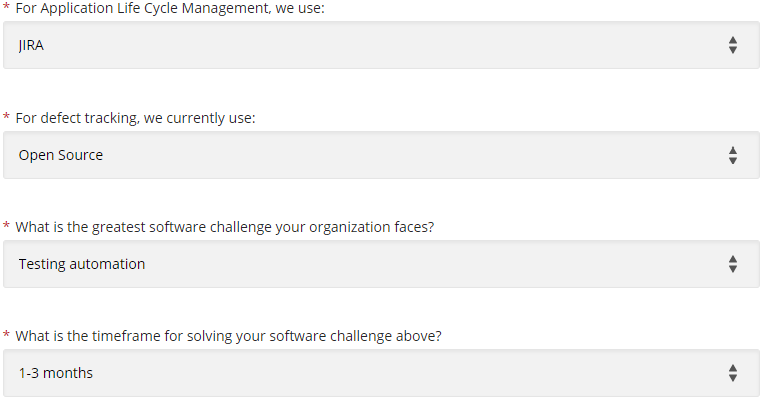 * For Application Life Cycle Management, we use:
JIRA
* For defect tracking, we currently use:
Open Source
* What is the greatest software challenge your organization faces?
Testing automation
* What is the timeframe for solving your software challenge above?
1-3 months